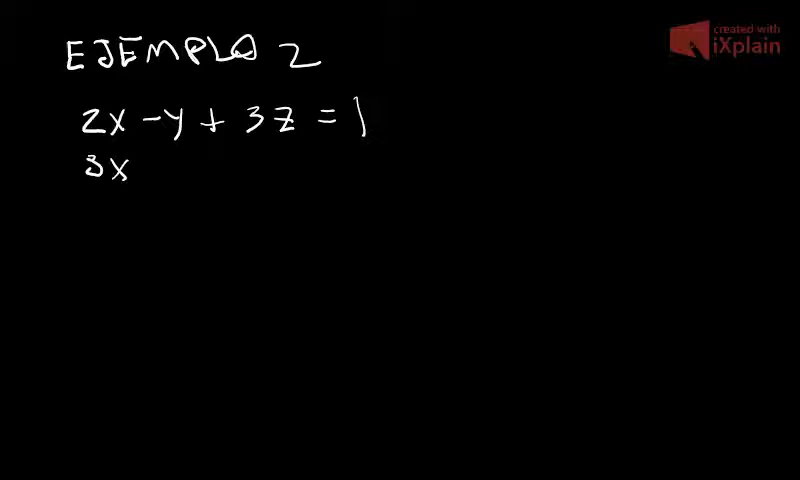 EJEMPLO 2
2x - y + 3z = 1
3x
created with
iXplain